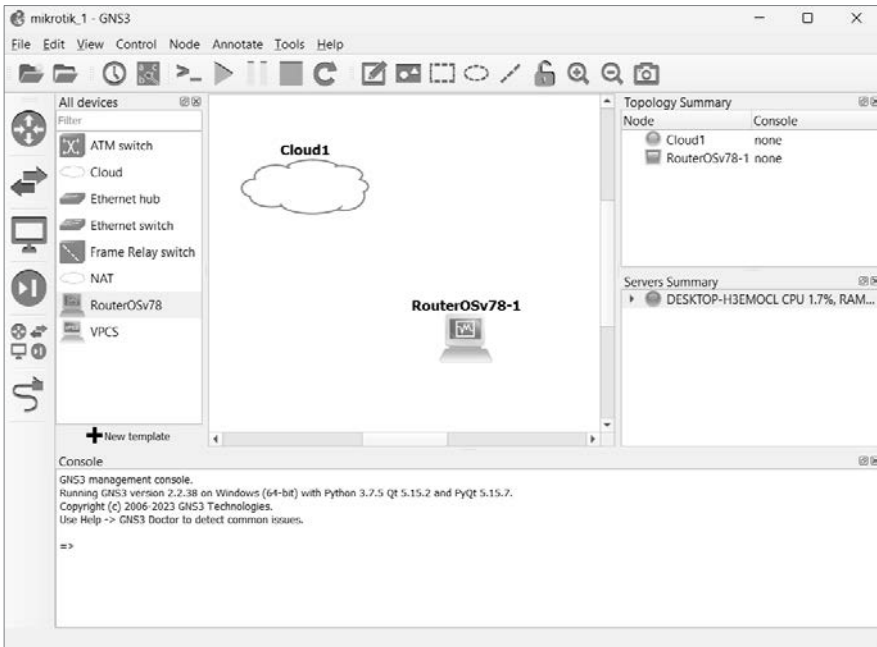 mikrotik_1 - GNS3
File Edit View Control Node Annotate Tools Help
All devices
Filter
ATM switch
Cloud
Ethernet hub
Ethernet switch
Frame Relay switch
NAT
RouterOSv78
VPCS
New template
Cloud1
RouterOSv78-1
Topology Summary
Node Console
Cloud1 none
RouterOSv78-1 none
Servers Summary
DESKTOP-H3EMOCL CPU 1.7%, RAM...
Console
GNS3 management console.
Running GNS3 version 2.2.38 on Windows (64-bit) with Python 3.7.5 Qt 5.15.2 and PyQt 5.15.7.
Copyright (c) 2006-2023 GNS3 Technologies.
Use Help -> GNS3 Doctor to detect common issues.
=>